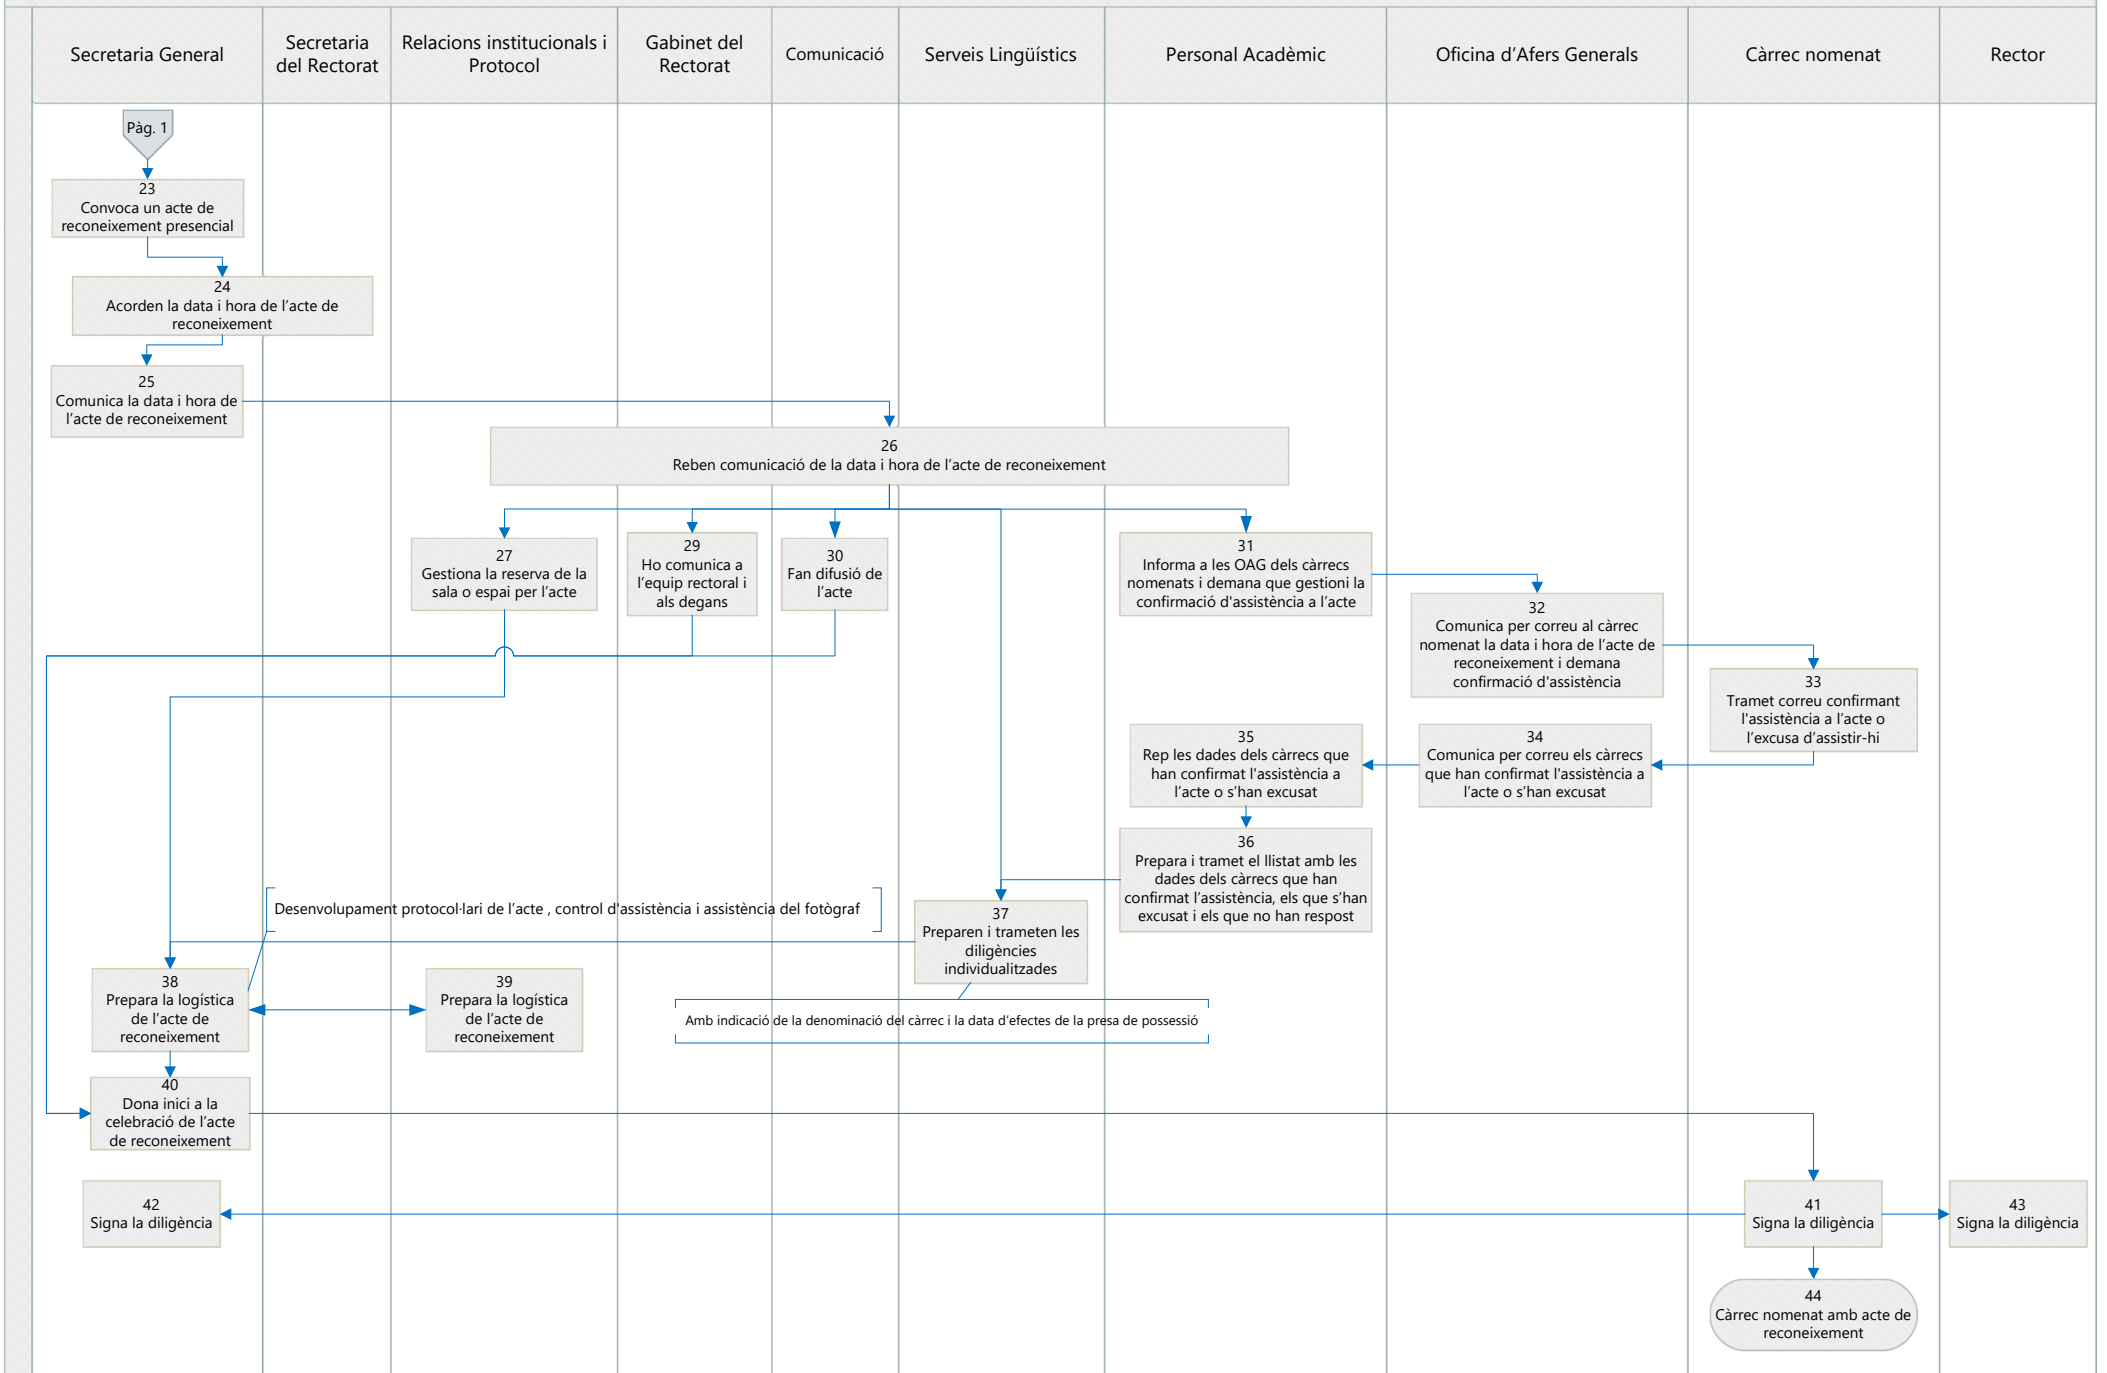 Secretaria General
Secretaria
del Rectorat
Relacions institucionals i
Protocol
Gabinet del
Rectorat
Comunicació
Serveis Lingüístics
Personal Acadèmic
Oficina d’Afers Generals
Càrrec nomenat
Rector
Pàg. 1
23
Convoca un acte de
reconeixement presencial
24
Acorden la data i hora de l’acte de
reconeixement
25
Comunica la data i hora de
l’acte de reconeixement
26
Reben comunicació de la data i hora de l’acte de reconeixement
27
Gestiona la reserva de la
sala o espai per l’acte
29
Ho comunica a
l’equip rectoral i
als degans
30
Fan difusió de
l’acte
31
Informa a les OAG dels càrrecs
nomenats i demana que gestioni la
confirmació d'assistència a l’acte
32
Comunica per correu al càrrec
nomenat la data i hora de l’acte de
reconeixement i demana
confirmació d'assistència
33
Tramet correu confirmant
l'assistència a l’acte o
l’excusa d’assistir-hi
34
Comunica per correu els càrrecs
que han confirmat l'assistència a
l’acte o s’han excusat
35
Rep les dades dels càrrecs que
han confirmat l'assistència a
l’acte o s’han excusat
36
Prepara i tramet el llistat amb les
dades dels càrrecs que han
confirmat l’assistència, els que s’han
excusat i els que no han respost
Desenvolupament protocol·lari de l’acte , control d'assistència i assistència del fotògraf
37
Preparen i trameten les
diligències
individualitzades
38
Prepara la logística
de l’acte de
reconeixement
39
Prepara la logística
de l’acte de
reconeixement
Amb indicació de la denominació del càrrec i la data d’efectes de la presa de possessió
40
Dona inici a la
celebració de l’acte
de reconeixement
42
Signa la diligència
41
Signa la diligència
43
Signa la diligència
44
Càrrec nomenat amb acte de
reconeixement